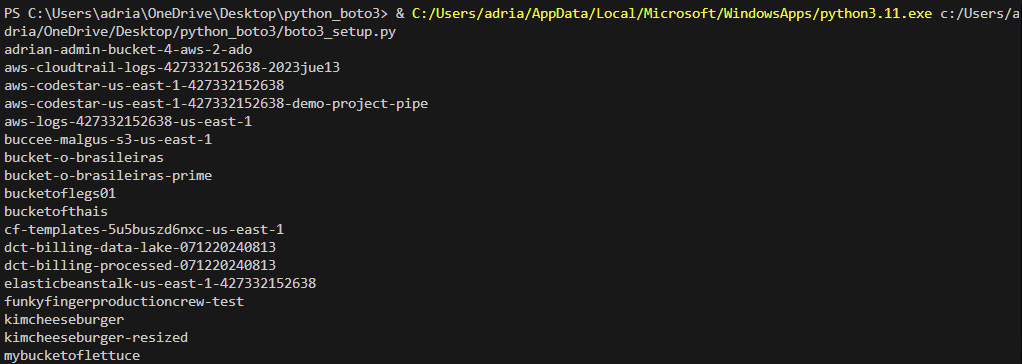 PS C:\Users\adria\OneDrive\Desktop\python_boto3> & C:/Users/adria/AppData/Local/Microsoft/WindowsApps/python3.11.exe c:/Users/a
dria/OneDrive/Desktop/python_boto3/boto3_setup.py
adrian-admin-bucket-4-aws-2-ado
aws-cloudtrail-logs-427332152638-2023jue13
aws-codestar-us-east-1-427332152638
aws-codestar-us-east-1-427332152638-demo-project-pipe
aws-logs-427332152638-us-east-1
buccee-malgus-s3-us-east-1
bucket-o-brasileiras
bucket-o-brasileiras-prime
bucketoflegs01
bucketofthais
cf-templates-5u5buszd6nxc-us-east-1
dct-billing-data-lake-071220240813
dct-billing-processed-071220240813
elasticbeanstalk-us-east-1-427332152638
funkyfingerproductioncrew-test
kimcheeseburger
kimcheeseburger-resized
mybucketoflettuce